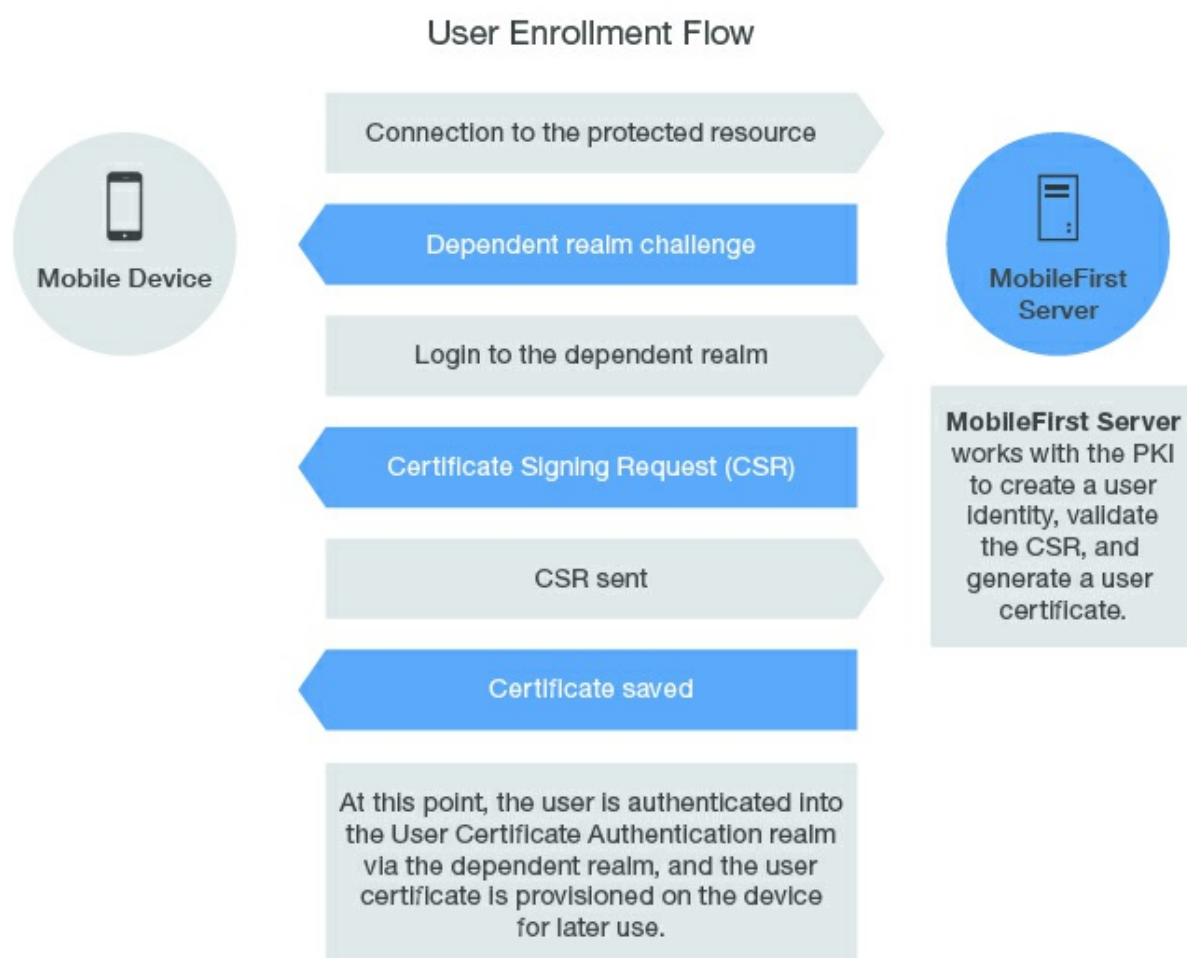 User Enrollment Flow
Connection to the protected resource
Mobile Device
Dependent realm challenge
MobileFirst
Server
Login to the dependent realm
Certificate Signing Request (CSR)
MobileFirst Server
works with the PKI
to create a user
identity, validate
the CSR, and
generate a user
certificate.
CSR sent
Certificate saved
At this point, the user is authenticated into
the User Certificate Authentication realm
via the dependent realm, and the user
certificate is provisioned on the device
for later use.